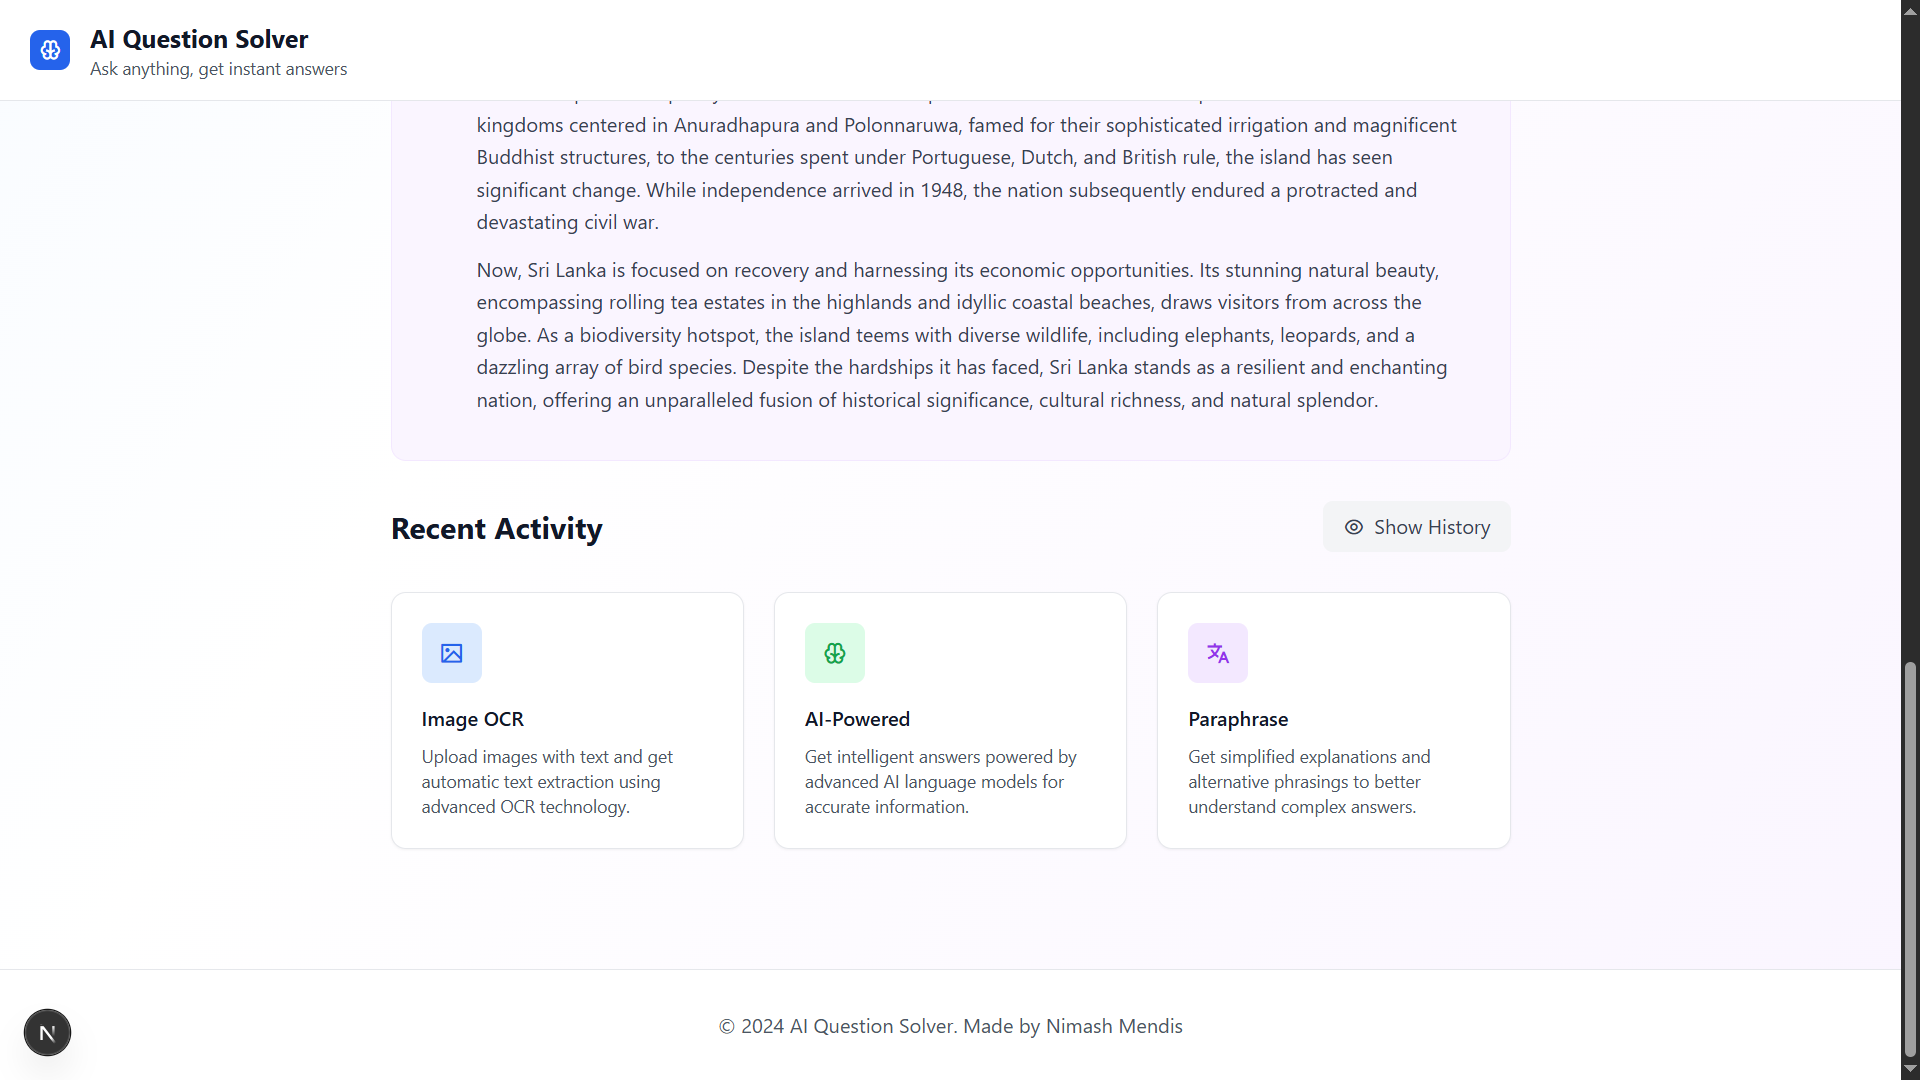 AI Question Solver
Ask anything, get instant answers
kingdoms centered in Anuradhapura and Polonnaruwa, famed for their sophisticated irrigation and magnificent
Buddhist structures, to the centuries spent under Portuguese, Dutch, and British rule, the island has seen
significant change. While independence arrived in 1948, the nation subsequently endured a protracted and
devastating civil war.
Now, Sri Lanka is focused on recovery and harnessing its economic opportunities. Its stunning natural beauty,
encompassing rolling tea estates in the highlands and idyllic coastal beaches, draws visitors from across the
globe. As a biodiversity hotspot, the island teems with diverse wildlife, including elephants, leopards, and a
dazzling array of bird species. Despite the hardships it has faced, Sri Lanka stands as a resilient and enchanting
nation, offering an unparalleled fusion of historical significance, cultural richness, and natural splendor.
Recent Activity
Show History
Image OCR
Upload images with text and get
automatic text extraction using
advanced OCR technology.
AI-Powered
Get intelligent answers powered by
advanced AI language models for
accurate information.
Paraphrase
Get simplified explanations and
alternative phrasings to better
understand complex answers.
© 2024 AI Question Solver. Made by Nimash Mendis
N